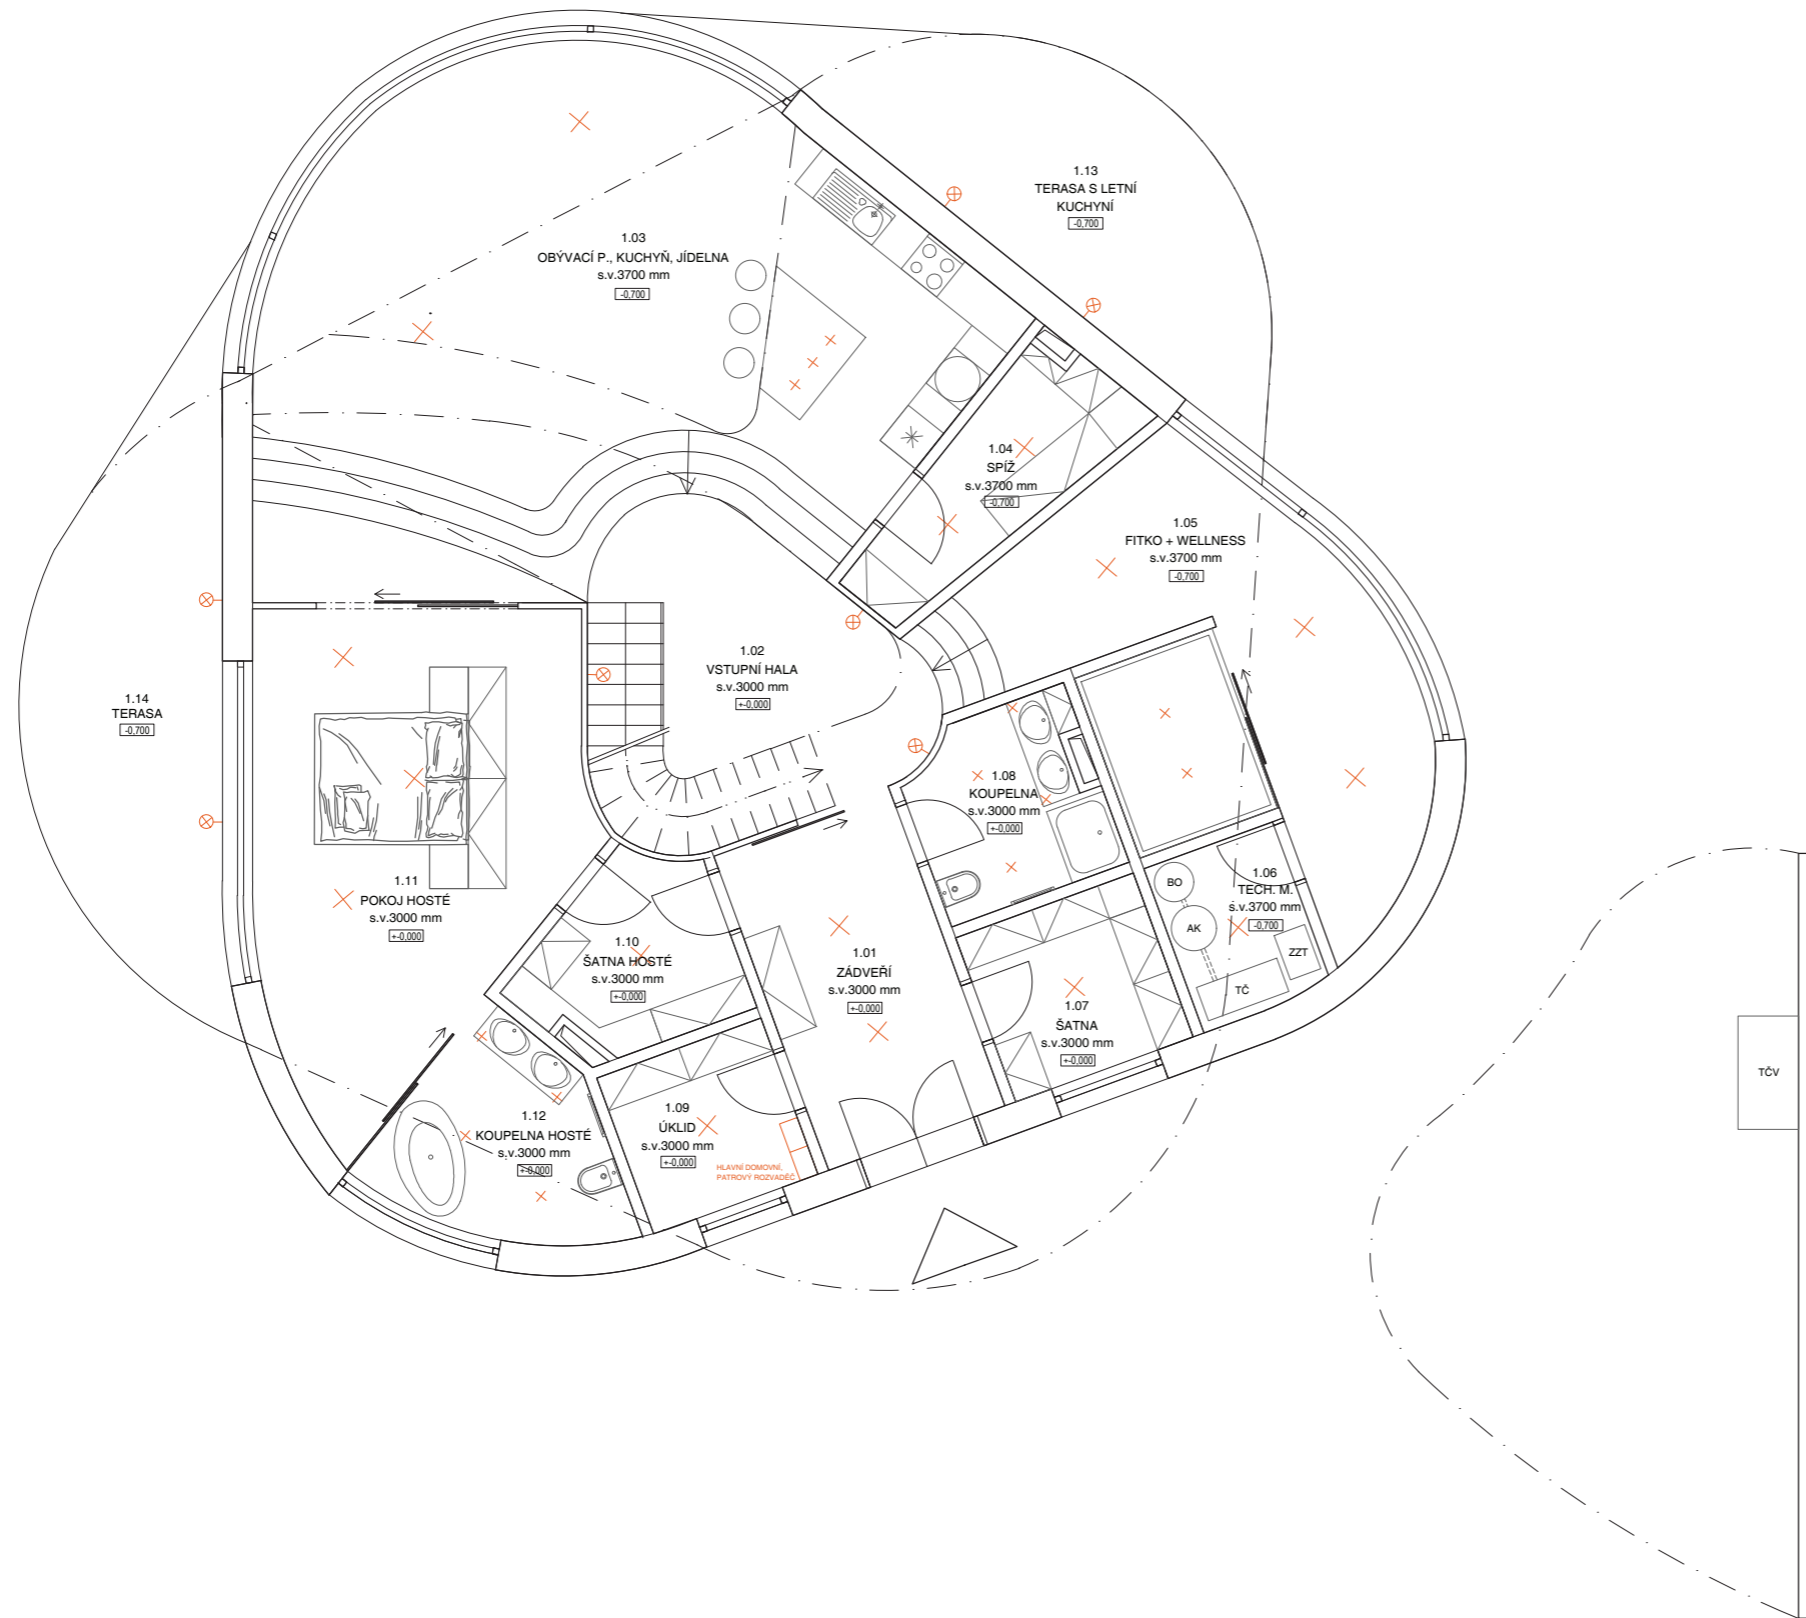 1.13
TERASA S LETNÍ
KUCHYNÍ
-0,700
1.03
OBÝVACÍ P., KUCHYŇ, JÍDELNA
s.v.3700 mm
-0,700
1.04
SPÍŽ
s.v.3700 mm
-0,700
1.05
FITKO + WELLNESS
s.v.3700 mm
-0,700
1.02
VSTUPNÍ HALA
s.v.3000 mm
+-0,000
1.14
TERASA
-0,700
1.08
KOUPELNA
s.v.3000 mm
+-0,000
1.11
POKOJ HOSTÉ
s.v.3000 mm
+-0,000
1.06
TECH. M.
s.v.3700 mm
-0,700
BO
AK
ZZT
TČ
1.10
ŠATNA HOSTÉ
s.v.3000 mm
+-0,000
1.01
ZÁDVEŘÍ
s.v.3000 mm
+-0,000
1.07
ŠATNA
s.v.3000 mm
+-0,000
TČV
1.12
KOUPELNA HOSTÉ
s.v.3000 mm
+-0,000
1.09
ÚKLID
s.v.3000 mm
+-0,000
HLAVNÍ DOMOVNÍ,
PATROVÝ ROZVADĚČ